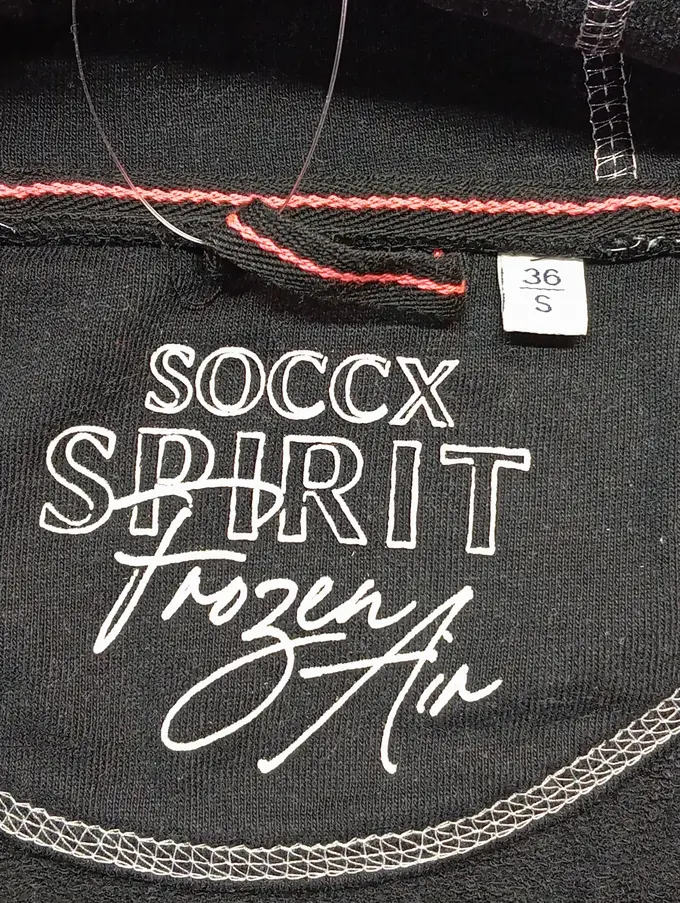 36
S
SOCCX
SPIRIT
Frozen
Air